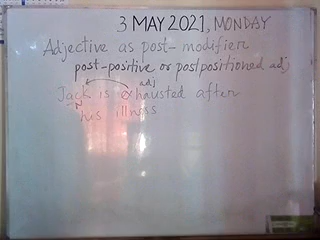 3 MAY 2021, MONDAY
Adjective as post-modifier
post-positive or postpositioned adj
adj
Jack is exhausted after
n
his illness